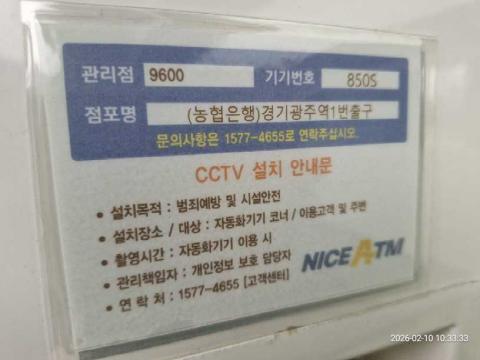 관리점 9600 기기번호 850S
점포명 (농협은행)경기광주역1번출구
문의사항은 1577-4655로 연락주십시오.
CCTV 설치 안내문
• 설치목적 : 범죄예방 및 시설안전
• 설치장소 / 대상 : 자동화기기 코너 / 이용고객 및 주변
• 촬영시간 : 자동화기기 이용 시
• 관리책임자 : 개인정보 보호 담당자
• 연 락 처 : 1577-4655 [고객센터]
NICE ATM
2026-02-10 10:33:33